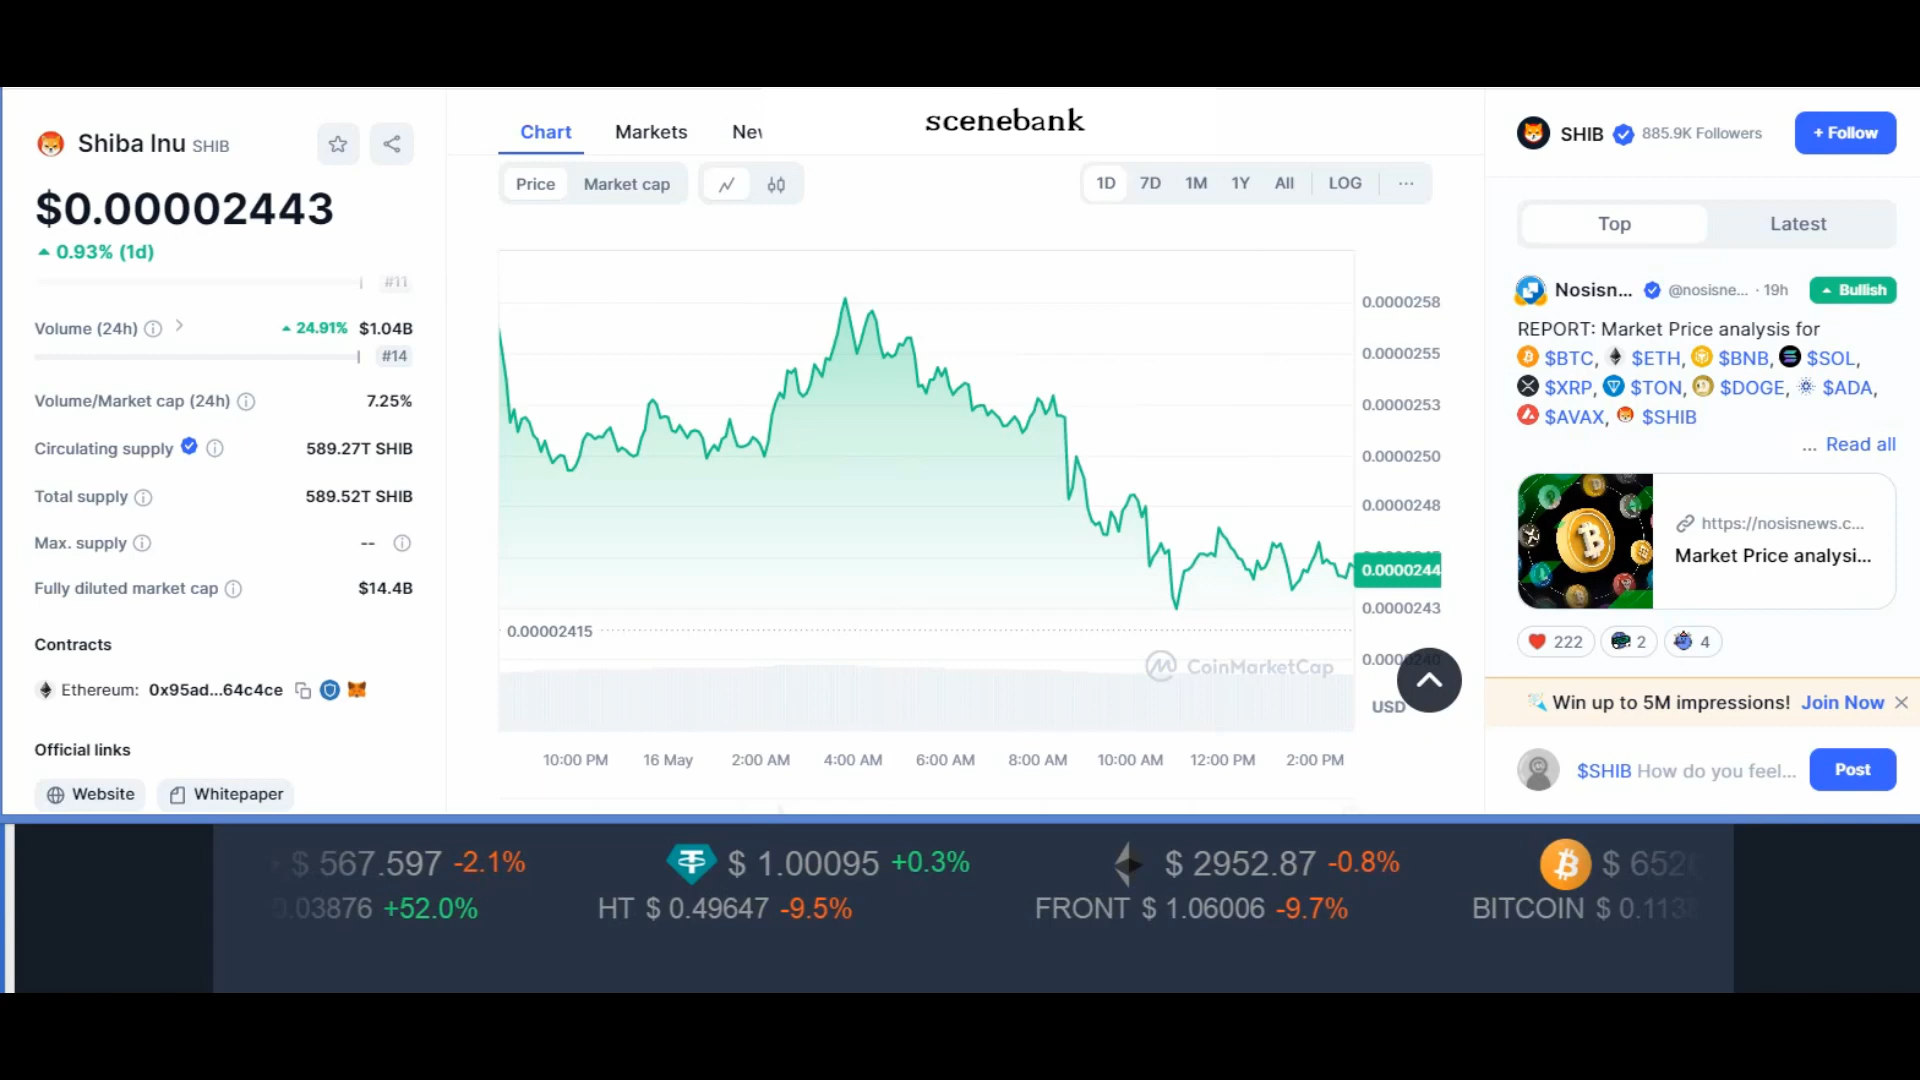 Shiba Inu SHIB
$0.00002443
0.93% (1d)
#11
Volume (24h) 24.91% $1.04B
#14
Volume/Market cap (24h) 7.25%
Circulating supply 589.27T SHIB
Total supply 589.52T SHIB
Max. supply --
Fully diluted market cap $14.4B
Contracts
Ethereum: 0x95ad...64c4ce
Official links
Website Whitepaper
Chart Markets
scenebank
Price Market cap
1D 7D 1M 1Y All LOG ...
0.0000258
0.0000255
0.0000253
0.0000250
0.0000248
0.0000244
0.0000243
0.00002415
0.0000240
CoinMarketCap
USD
10:00 PM 16 May 2:00 AM 4:00 AM 6:00 AM 8:00 AM 10:00 AM 12:00 PM 2:00 PM
SHIB 885.9K Followers + Follow
Top Latest
Nosisn... @nosisne... · 19h Bullish
REPORT: Market Price analysis for
$BTC, $ETH, $BNB, $SOL,
$XRP, $TON, $DOGE, $ADA,
$AVAX, $SHIB
... Read all
https://nosisnews.c...
Market Price analysi...
222 2 4
Win up to 5M impressions! Join Now
$SHIB How do you feel... Post
$ 567.597 -2.1% $ 1.00095 +0.3% $ 2952.87 -0.8% $ 652
0.03876 +52.0% HT $ 0.49647 -9.5% FRONT $ 1.06006 -9.7% BITCOIN $ 0.113